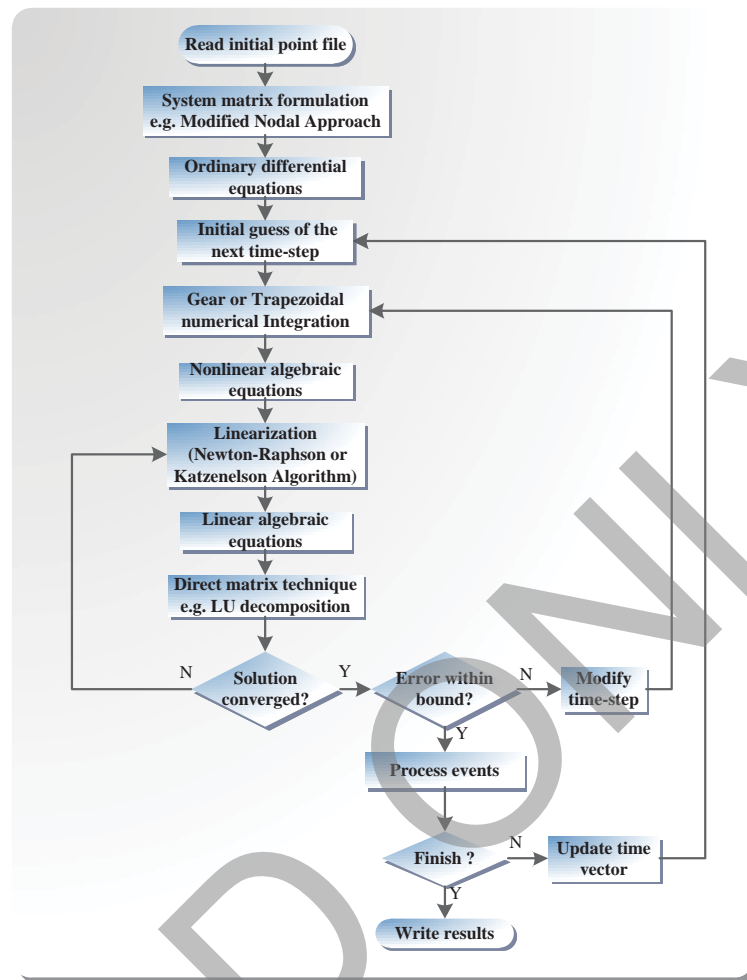 Read initial point file
System matrix formulation
e.g. Modified Nodal Approach
Ordinary differential
equations
Initial guess of the
next time-step
Gear or Trapezoidal
numerical Integration
Nonlinear algebraic
equations
Linearization
(Newton-Raphson or
Katzenelson Algorithm)
Linear algebraic
equations
Direct matrix technique
e.g. LU decomposition
N
Solution
converged?
Y
Error within
bound?
N
Modify
time-step
Y
Process events
Finish ?
N
Update time
vector
Y
Write results